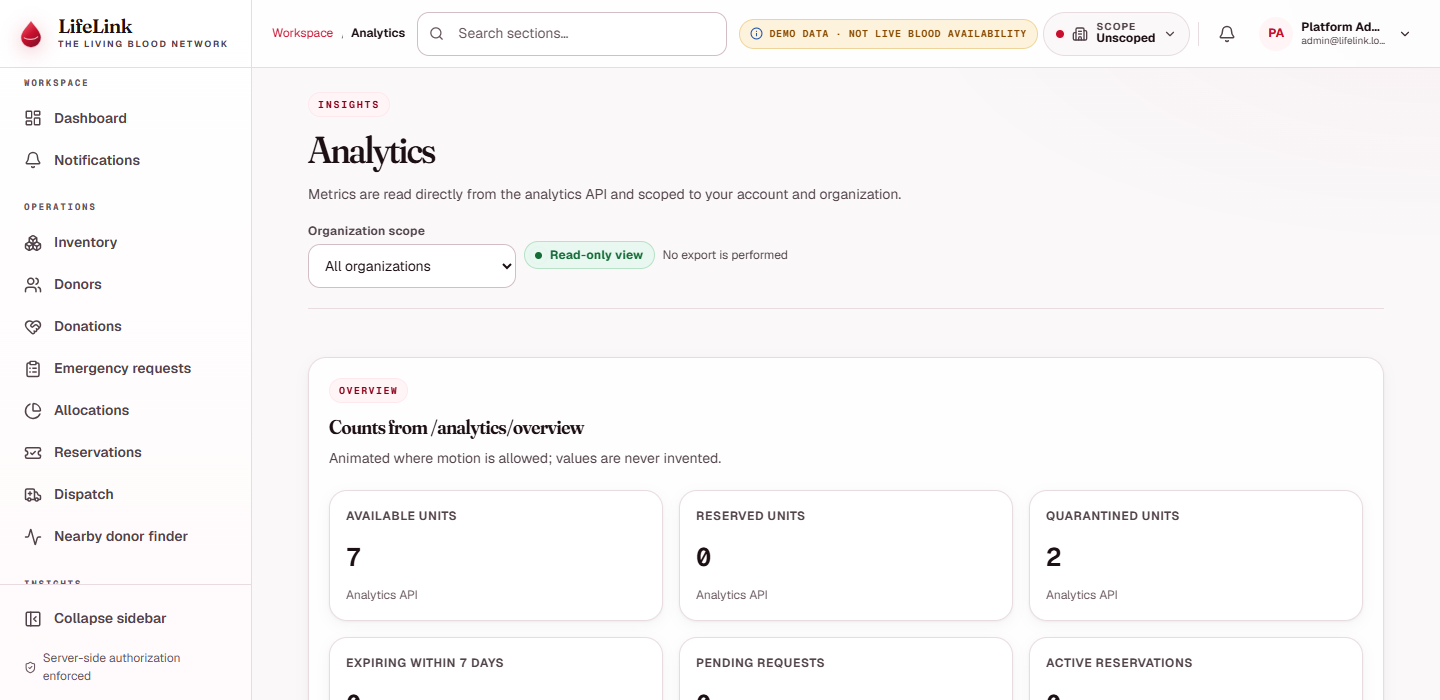 LifeLink
THE LIVING BLOOD NETWORK
Workspace
Analytics
Search sections...
DEMO DATA · NOT LIVE BLOOD AVAILABILITY
SCOPE
Unscoped
PA
Platform Ad...
admin@lifelink.lo...
WORKSPACE
Dashboard
Notifications
OPERATIONS
Inventory
Donors
Donations
Emergency requests
Allocations
Reservations
Dispatch
Nearby donor finder
INSIGHTS
Collapse sidebar
Server-side authorization
enforced
INSIGHTS
Analytics
Metrics are read directly from the analytics API and scoped to your account and organization.
Organization scope
All organizations
Read-only view
No export is performed
OVERVIEW
Counts from /analytics/overview
Animated where motion is allowed; values are never invented.
AVAILABLE UNITS
7
Analytics API
RESERVED UNITS
0
Analytics API
QUARANTINED UNITS
2
Analytics API
EXPIRING WITHIN 7 DAYS
PENDING REQUESTS
ACTIVE RESERVATIONS